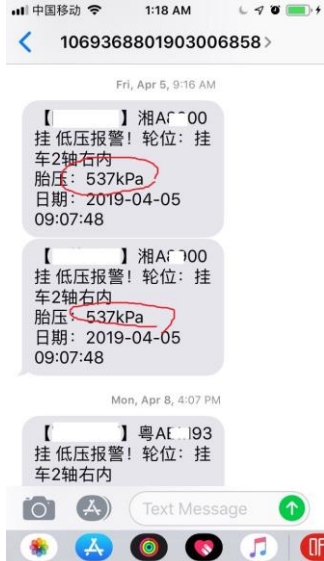 中国移动
1:18 AM
1069368801903006858
Fri, Apr 5, 9:16 AM
【 】湘A 00
挂 低压报警！轮位：挂
车2轴右内
胎压：537kPa
日期：2019-04-05
09:07:48
【 】湘A 00
挂 低压报警！轮位：挂
车2轴右内
胎压：537kPa
日期：2019-04-05
09:07:48
Mon, Apr 8, 4:07 PM
【 】粤A 93
挂 低压报警！轮位：挂
车2轴右内
Text Message